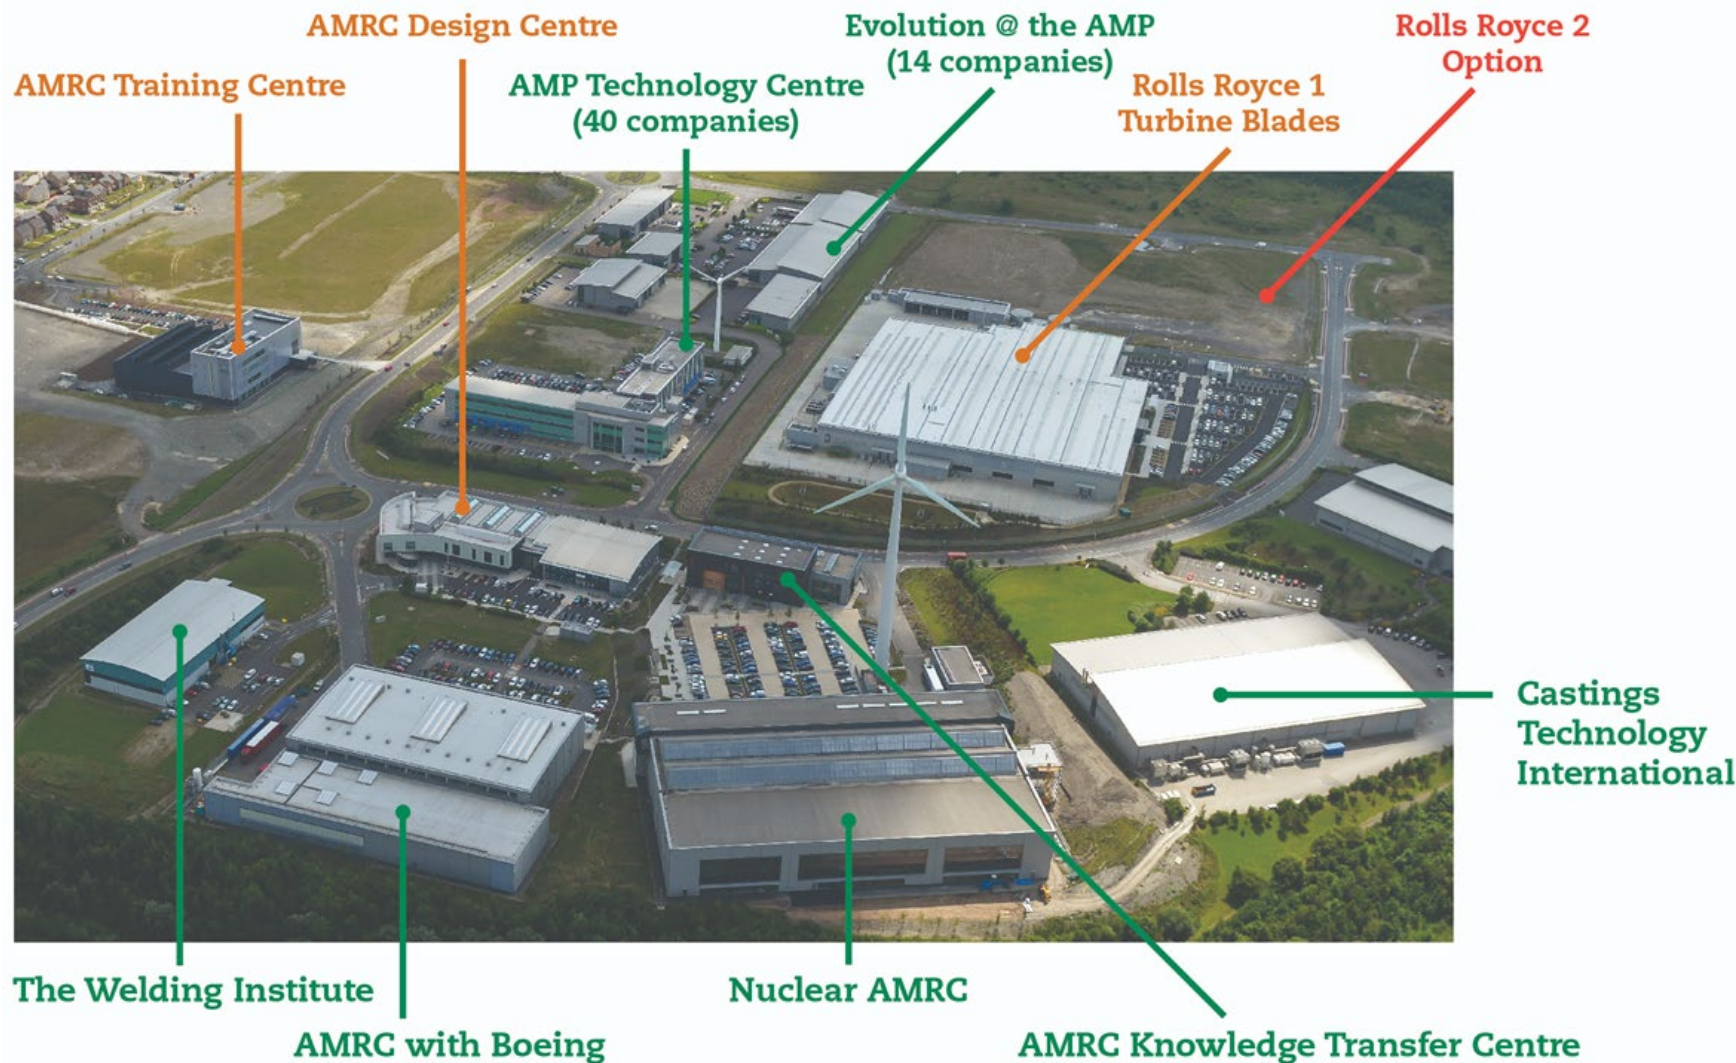 AMRC Design Centre
Evolution @ the AMP
(14 companies)
Rolls Royce 2
Option
AMRC Training Centre
AMP Technology Centre
(40 companies)
Rolls Royce 1
Turbine Blades
Castings
Technology
International
The Welding Institute
Nuclear AMRC
AMRC with Boeing
AMRC Knowledge Transfer Centre